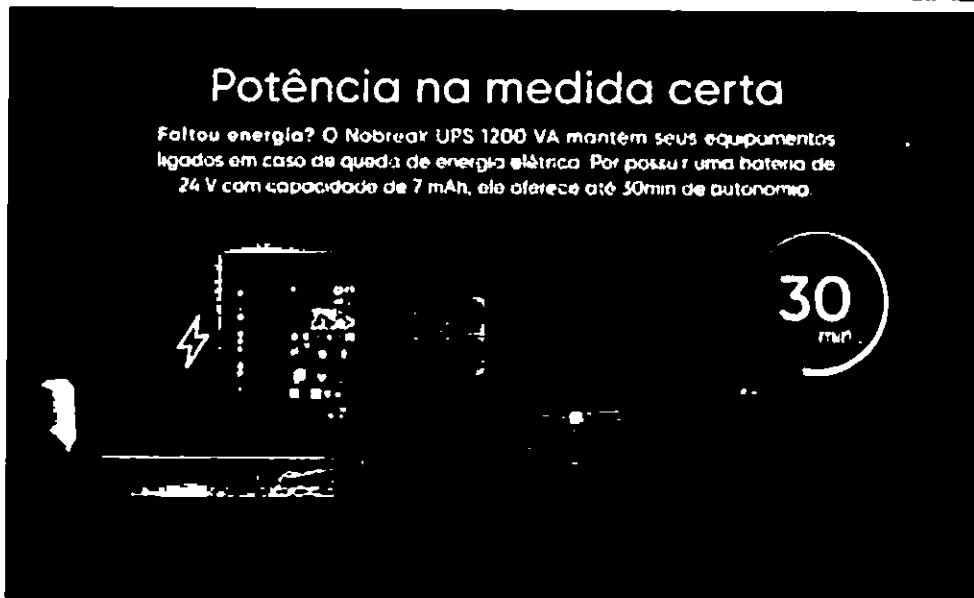 Potência na medida certa
Faltou energia? O Nobreak UPS 1200 VA mantém seus equipamentos
ligados em caso de queda de energia elétrica. Por possuir uma bateria de
24 V com capacidade de 7 mAh, ele oferece até 30min de autonomia.
30
min